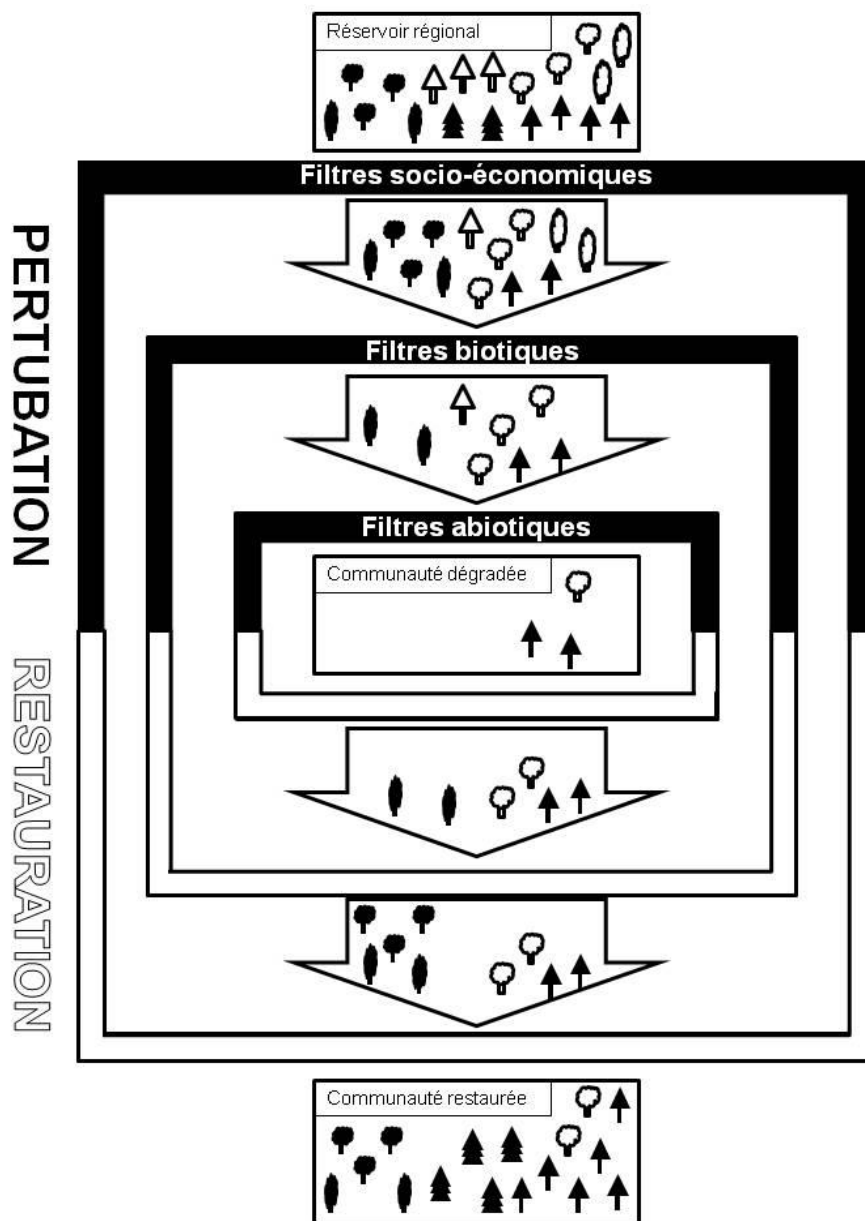 Réservoir régional
Filtres socio-économiques
PERTUBATION
Filtres biotiques
Filtres abiotiques
Communauté dégradée
RESTAURATION
Communauté restaurée